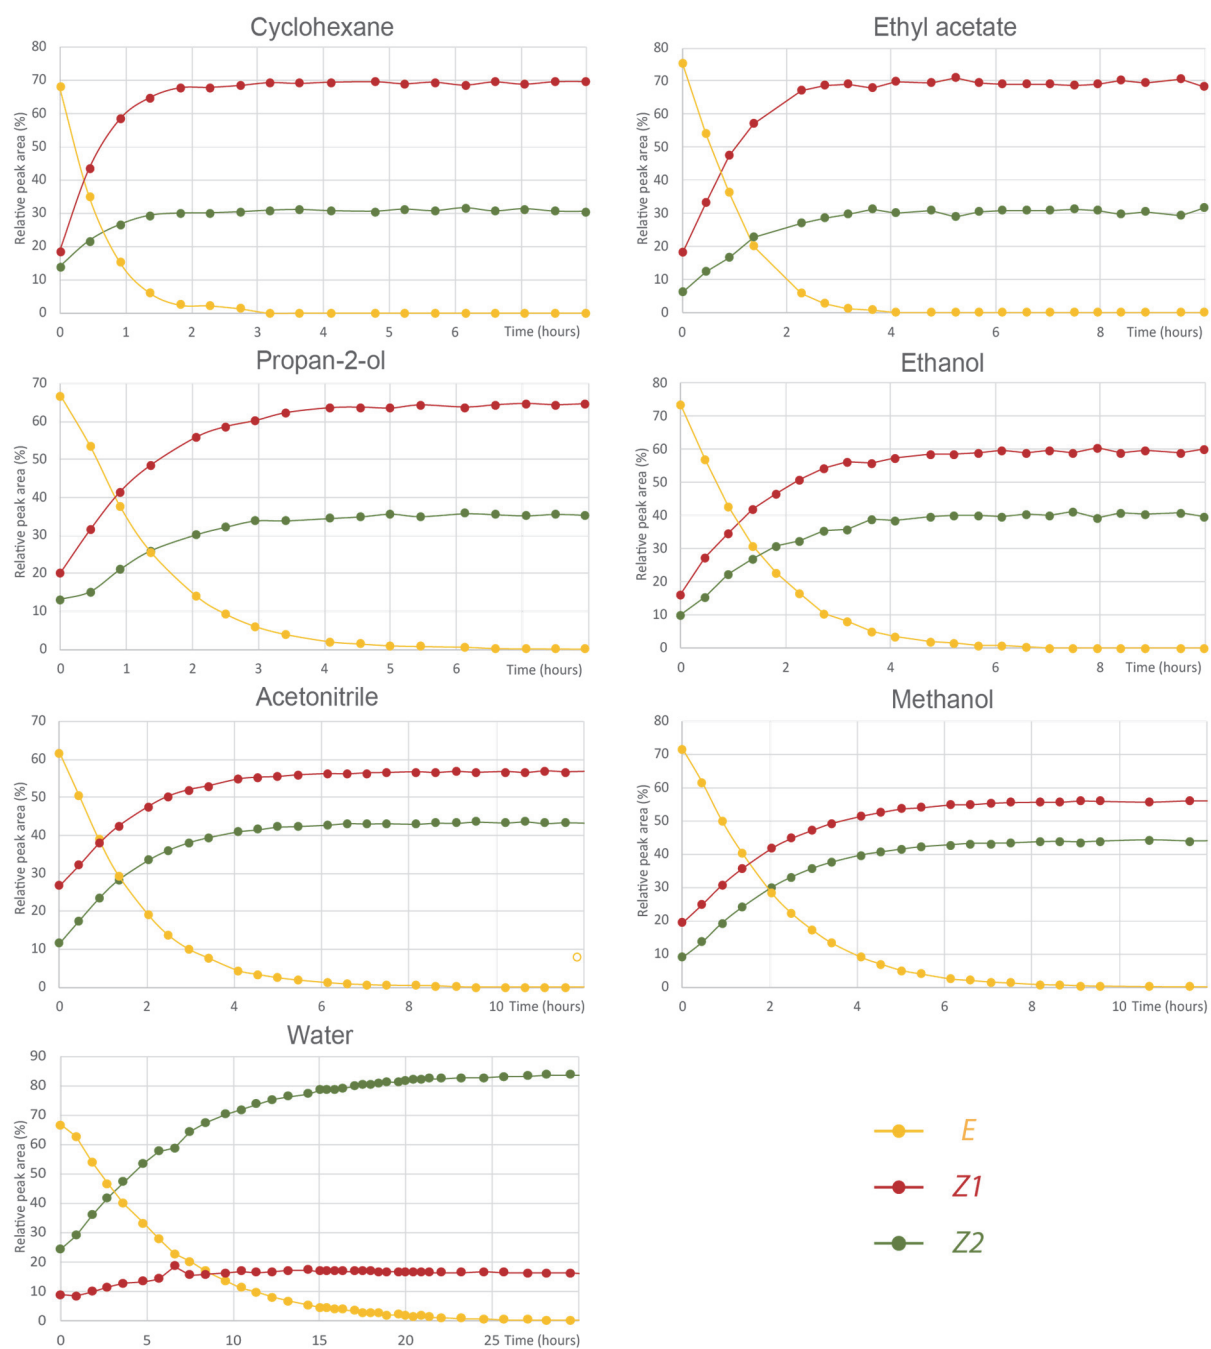 Cyclohexane
Relative peak area (%)
80
70
60
50
40
30
20
10
0
0 1 2 3 4 5 6 Time (hours)
Ethyl acetate
Relative peak area (%)
80
70
60
50
40
30
20
10
0
0 2 4 6 8 Time (hours)
Propan-2-ol
Relative peak area (%)
70
60
50
40
30
20
10
0
0 1 2 3 4 5 6 Time (hours)
Ethanol
Relative peak area (%)
80
70
60
50
40
30
20
10
0
0 2 4 6 8 Time (hours)
Acetonitrile
Relative peak area (%)
70
60
50
40
30
20
10
0
0 2 4 6 8 10 Time (hours)
Methanol
Relative peak area (%)
80
70
60
50
40
30
20
10
0
0 2 4 6 8 10 Time (hours)
Water
Relative peak area (%)
90
80
70
60
50
40
30
20
10
0
0 5 10 15 20 25 Time (hours)
E
Z1
Z2